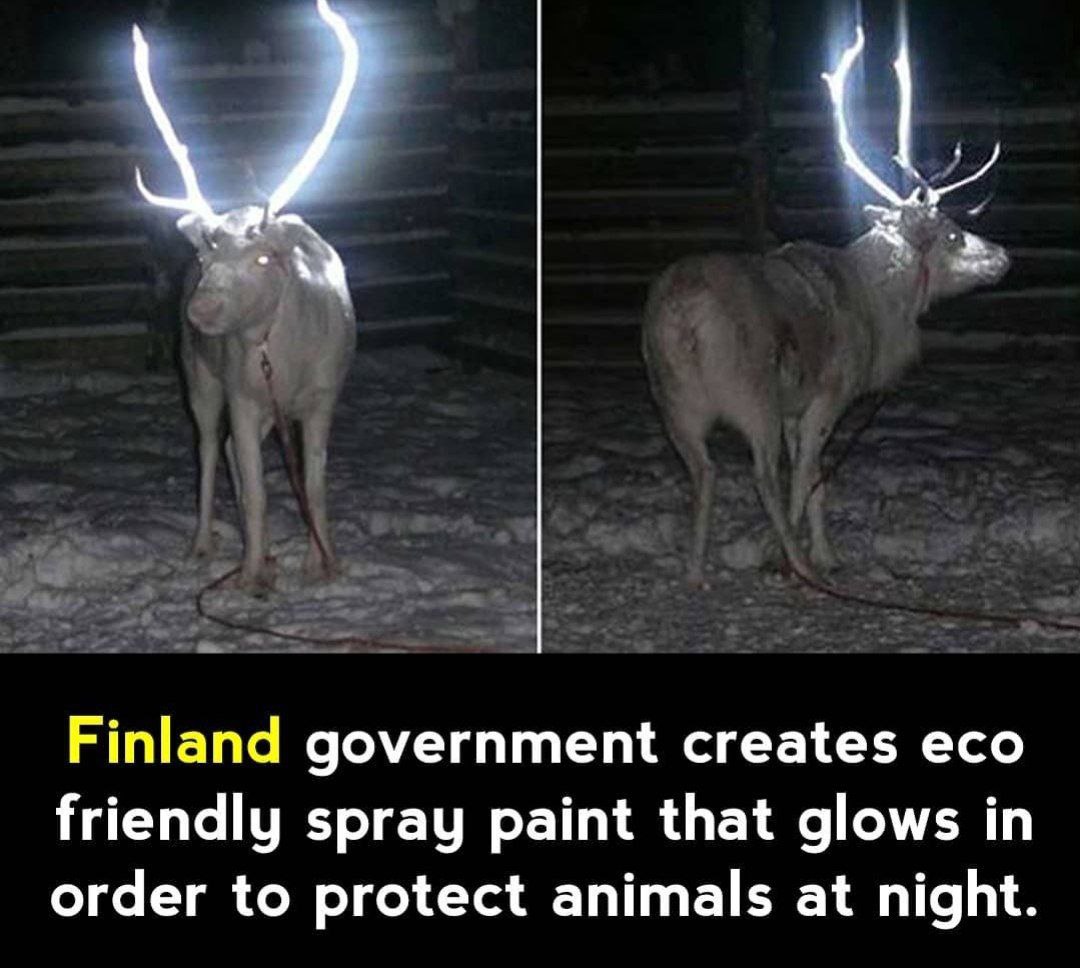 Finland government creates eco
friendly spray paint that glows in
order to protect animals at night.